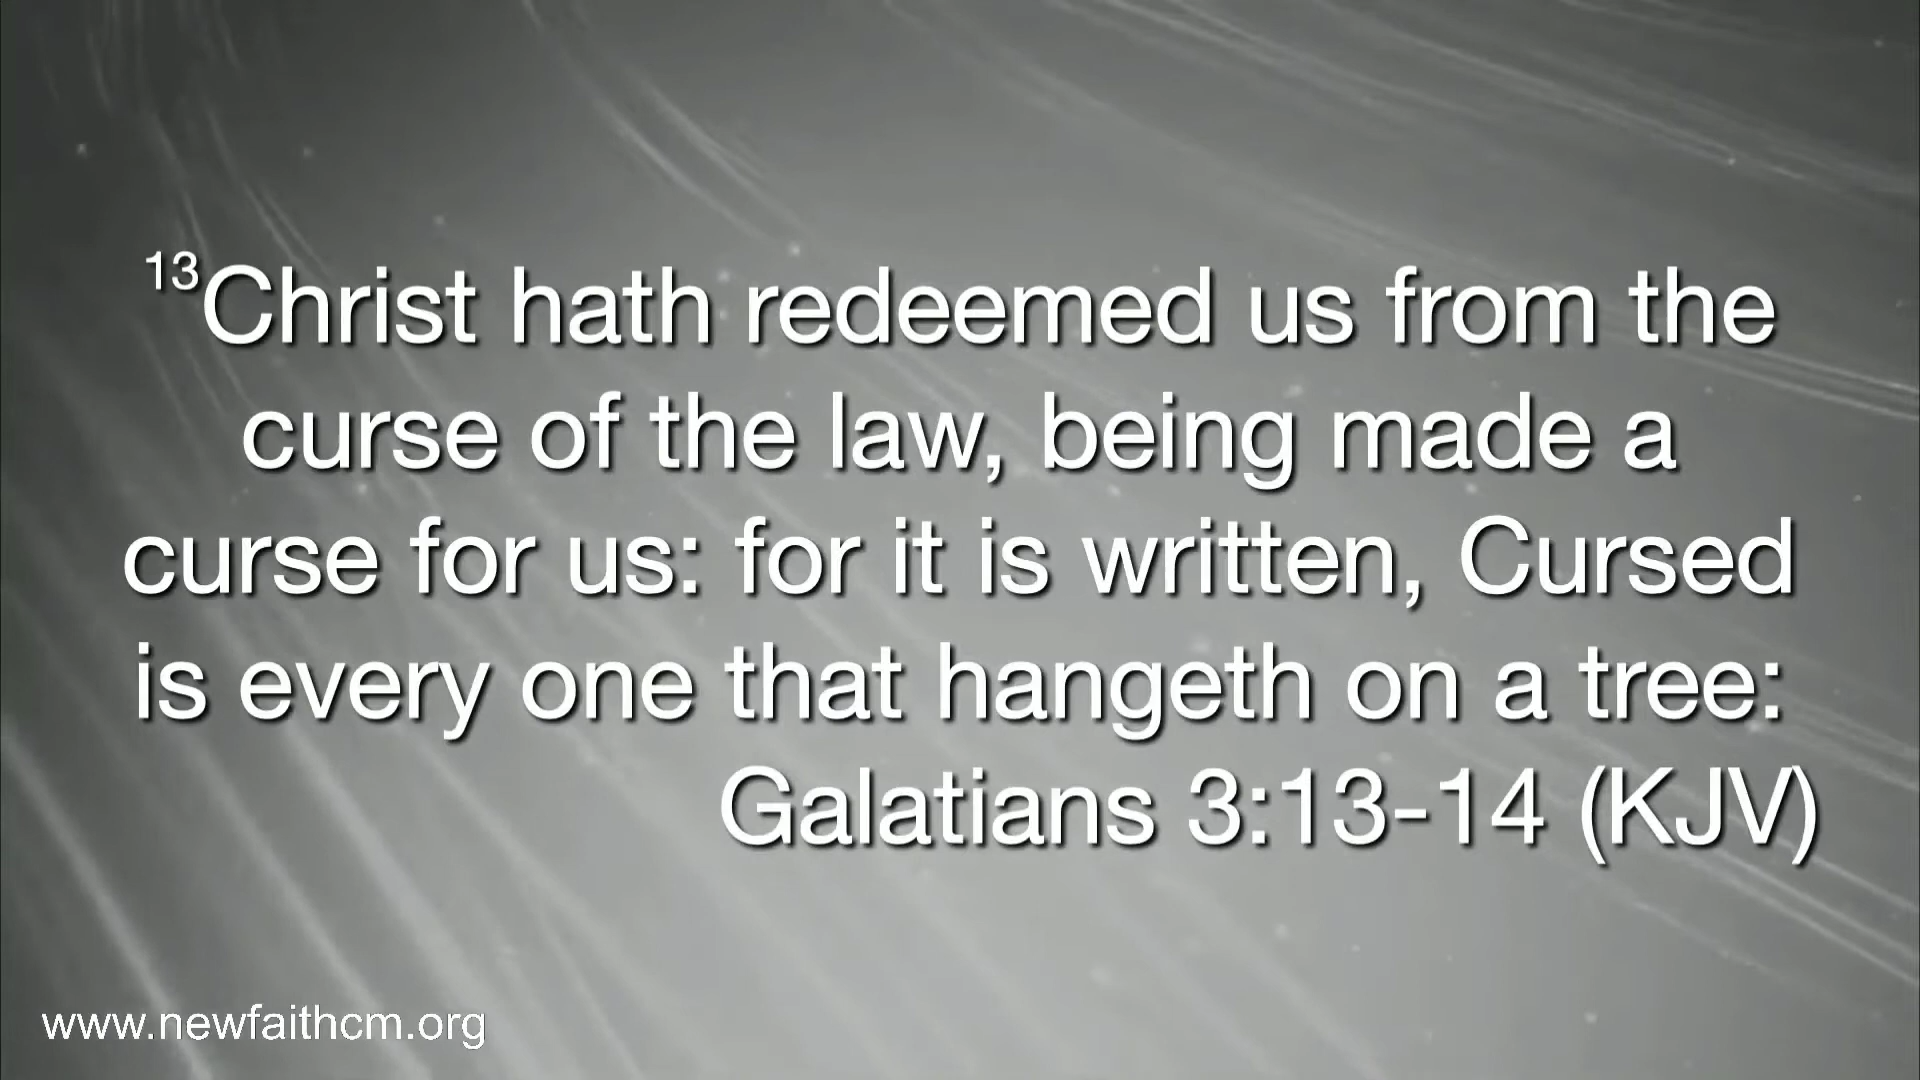 13Christ hath redeemed us from the
curse of the law, being made a
curse for us: for it is written, Cursed
is every one that hangeth on a tree:
Galatians 3:13-14 (KJV)
www.newfaithcm.org